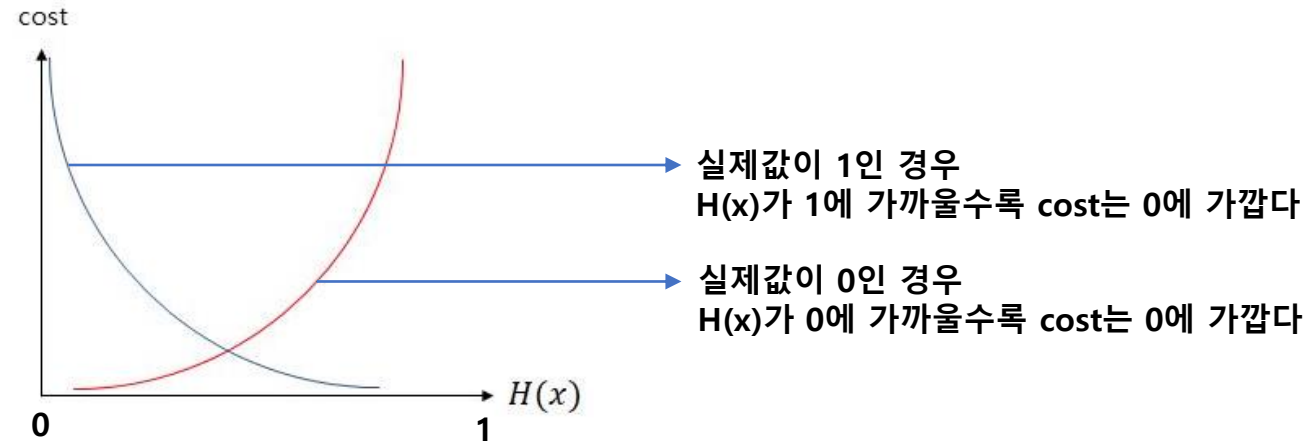 cost
실제값이 1인 경우
H(x)가 1에 가까울수록 cost는 0에 가깝다
실제값이 0인 경우
H(x)가 0에 가까울수록 cost는 0에 가깝다
H(x)
0
1